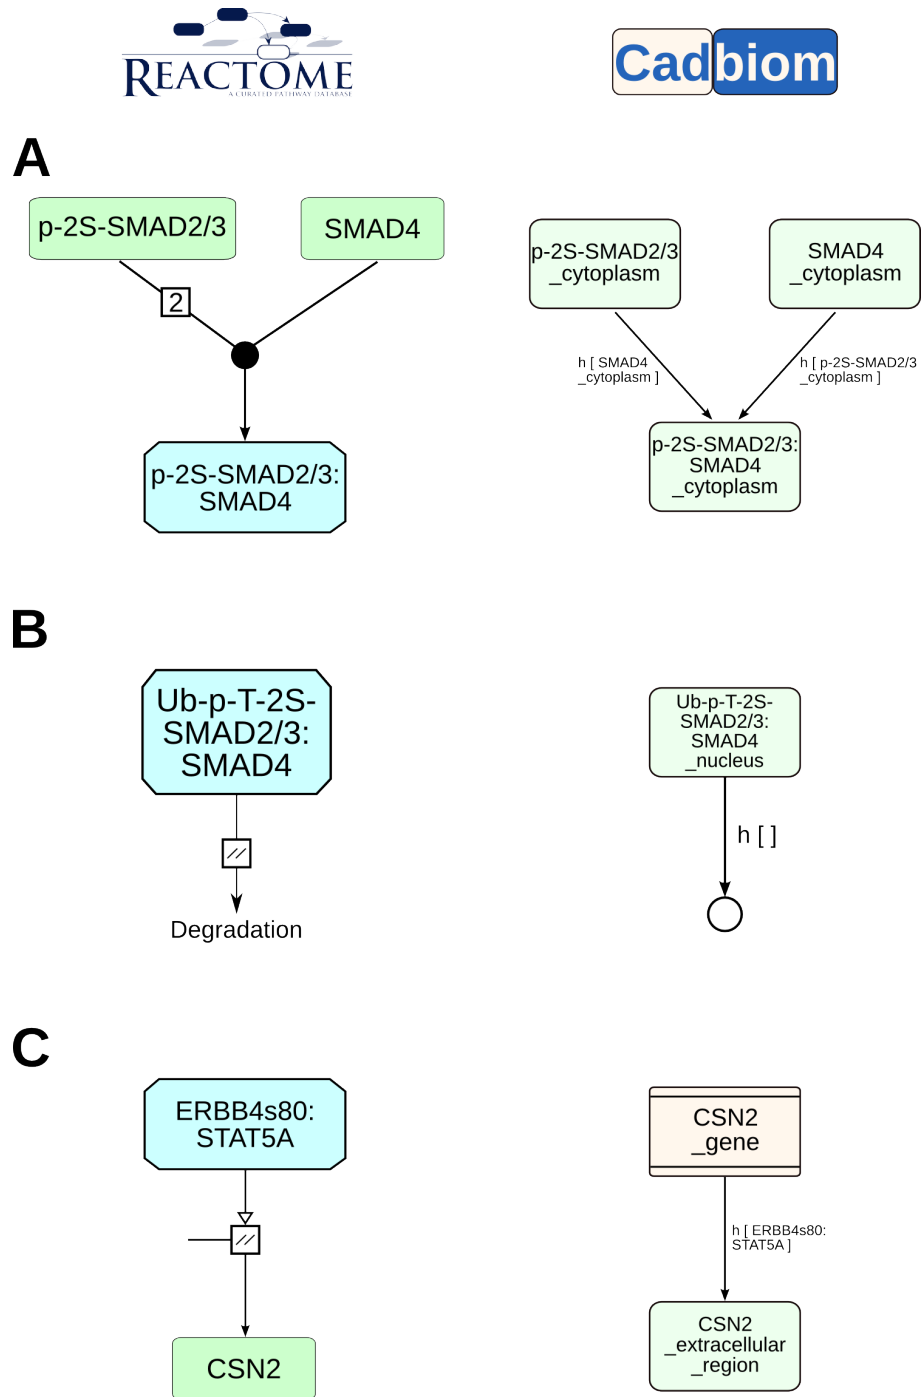 REACTOME
A CURATED PATHWAY DATABASE
Cadbiom
A
p-2S-SMAD2/3
SMAD4
2
p-2S-SMAD2/3:
SMAD4
p-2S-SMAD2/3
_cytoplasm
SMAD4
_cytoplasm
h [ SMAD4
_cytoplasm ]
h [ p-2S-SMAD2/3
_cytoplasm ]
p-2S-SMAD2/3:
SMAD4
_cytoplasm
B
Ub-p-T-2S-
SMAD2/3:
SMAD4
Degradation
Ub-p-T-2S-
SMAD2/3:
SMAD4
_nucleus
h [ ]
C
ERBB4s80:
STAT5A
CSN2
CSN2
_gene
h [ ERBB4s80:
STAT5A ]
CSN2
_extracellular
_region